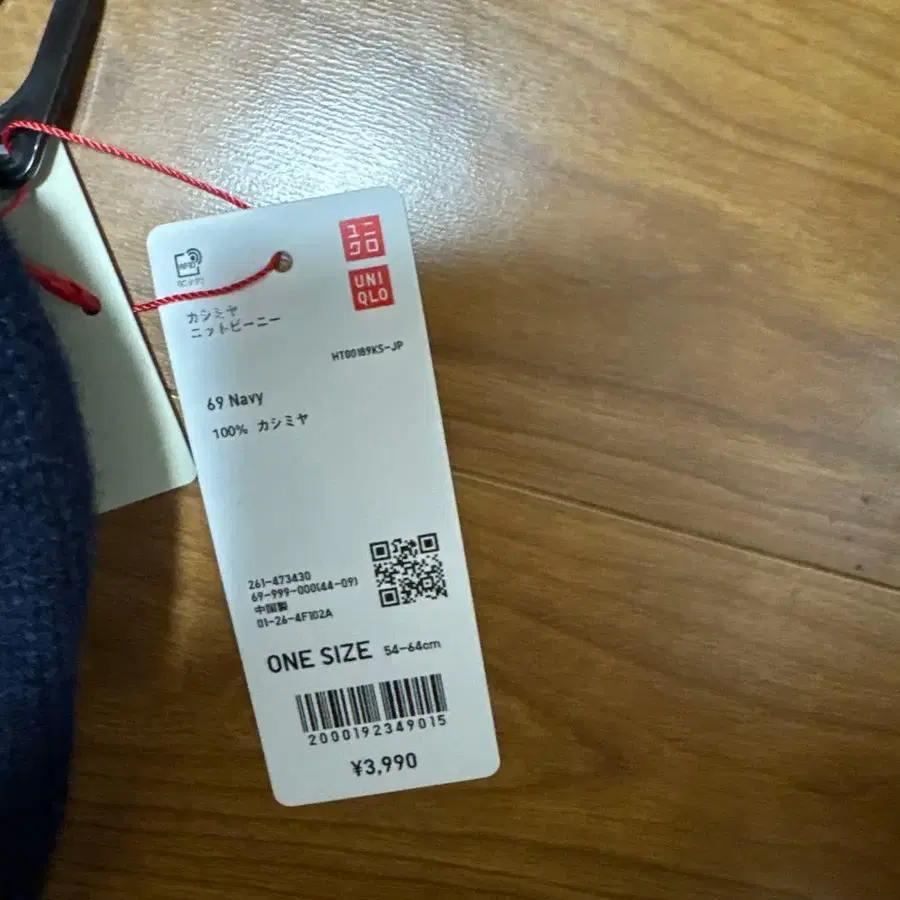 RFID
カシミヤ
ニットビーニー
ユニ
クロ
UNI
QLO
HT00189KS-JP
69 Navy
100% カシミヤ
261-473430
69-999-000(44-09)
中国製
01-26-4F102A
ONE SIZE 54-64cm
2000192349015
¥3,990